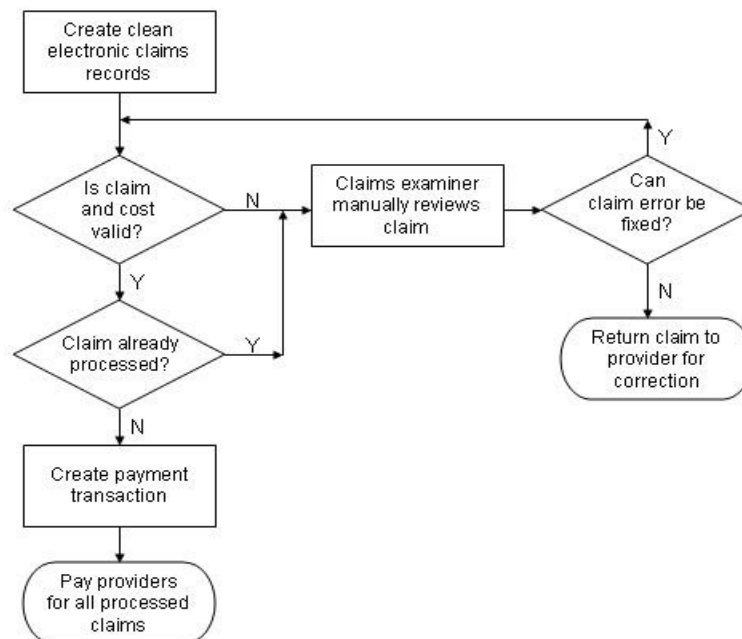 Create clean
electronic claims
records
Y
Is claim
and cost
valid?
N
Claims examiner
manually reviews
claim
Can
claim error be
fixed?
Y
N
Claim already
processed?
Y
Return claim to
provider for
correction
N
Create payment
transaction
Pay providers
for all processed
claims